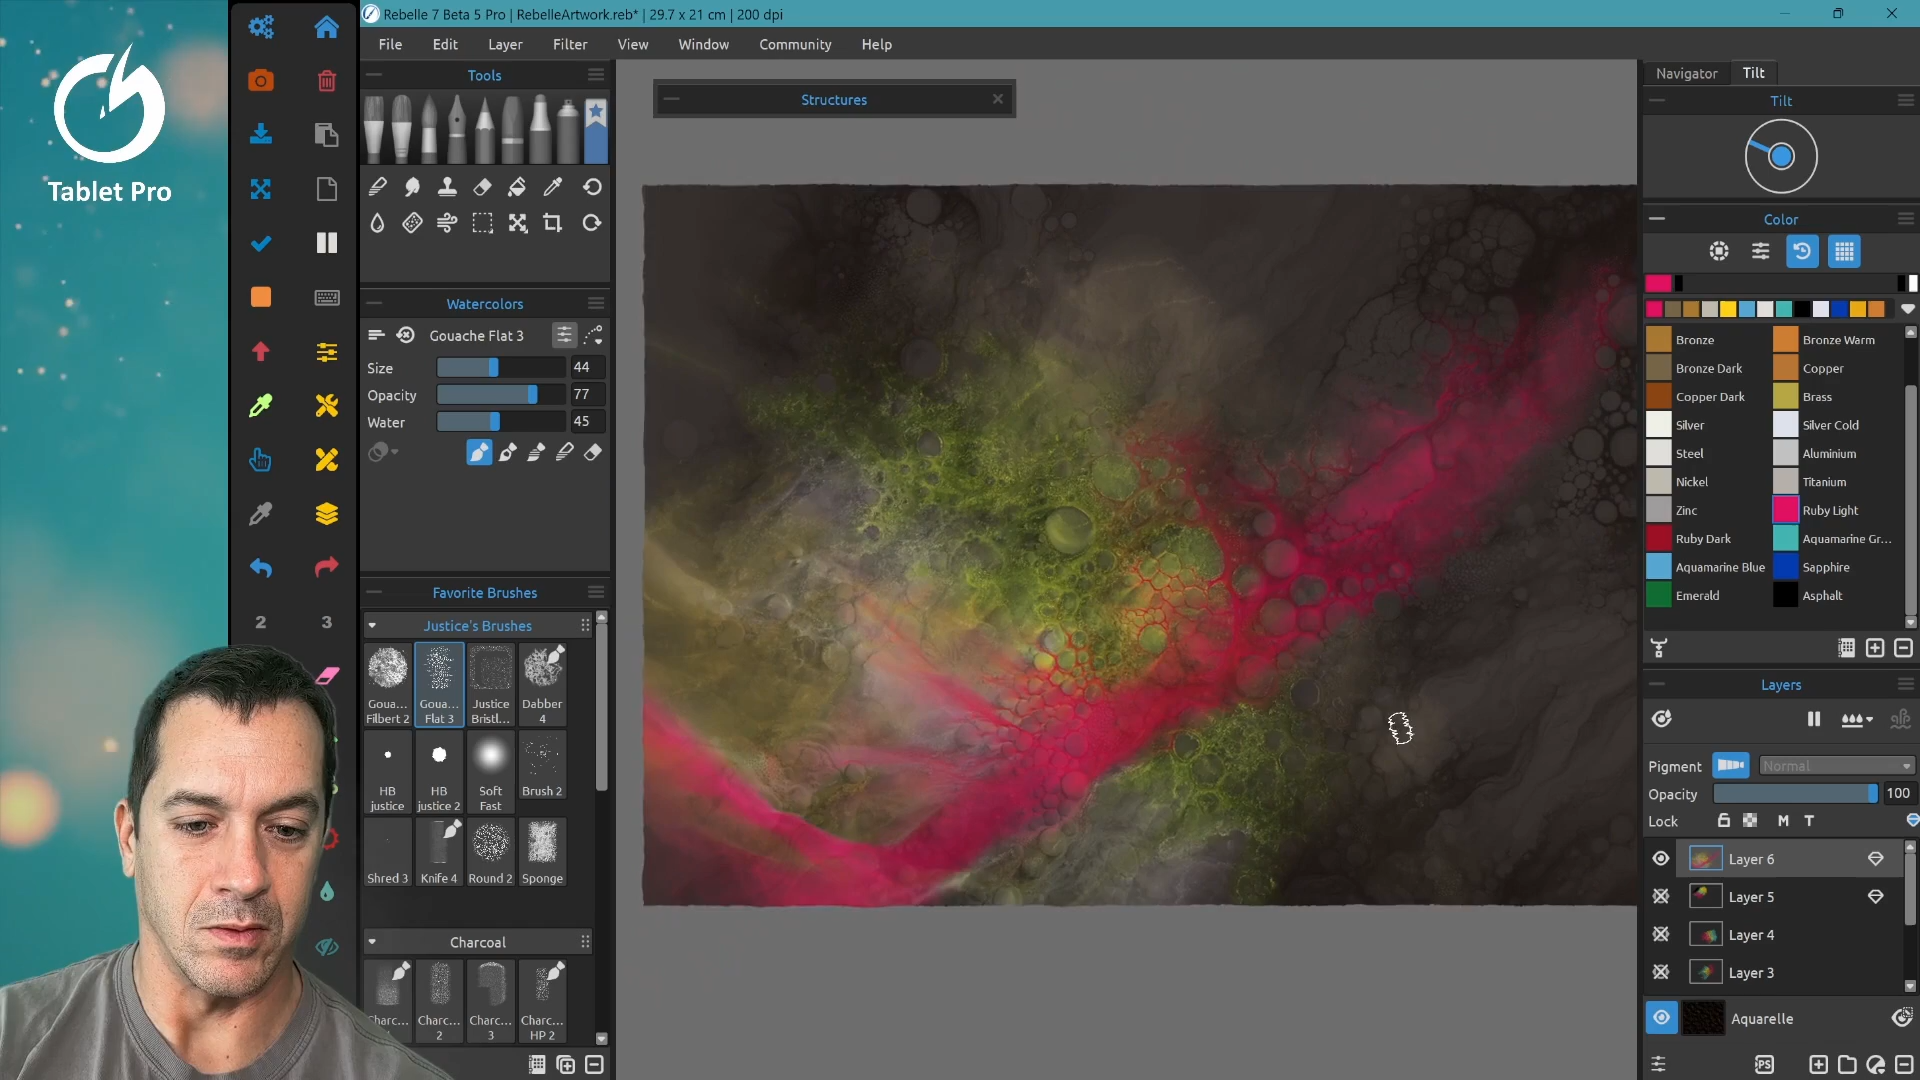 Tablet Pro
2
3
Rebelle 7 Beta 5 Pro | RebelleArtwork.reb* | 29.7 x 21 cm | 200 dpi
File Edit Layer Filter View Window Community Help
Tools
Watercolors
Gouache Flat 3
Size 44
Opacity 77
Water 45
Favorite Brushes
Justice's Brushes
Goua... Filbert 2
Goua... Flat 3
Justice Bristl...
Dabber 4
HB justice
HB justice 2
Soft Fast
Brush 2
Shred 3
Knife 4
Round 2
Sponge
Charcoal
Charc... 2
Charc... 3
Charc... HP 2
Structures
Navigator Tilt
Tilt
Color
Bronze Bronze Warm
Bronze Dark Copper
Copper Dark Brass
Silver Silver Cold
Steel Aluminium
Nickel Titanium
Zinc Ruby Light
Ruby Dark Aquamarine Gr...
Aquamarine Blue Sapphire
Emerald Asphalt
Layers
Pigment Normal
Opacity 100
Lock M T
Layer 6
Layer 5
Layer 4
Layer 3
Aquarelle
PS